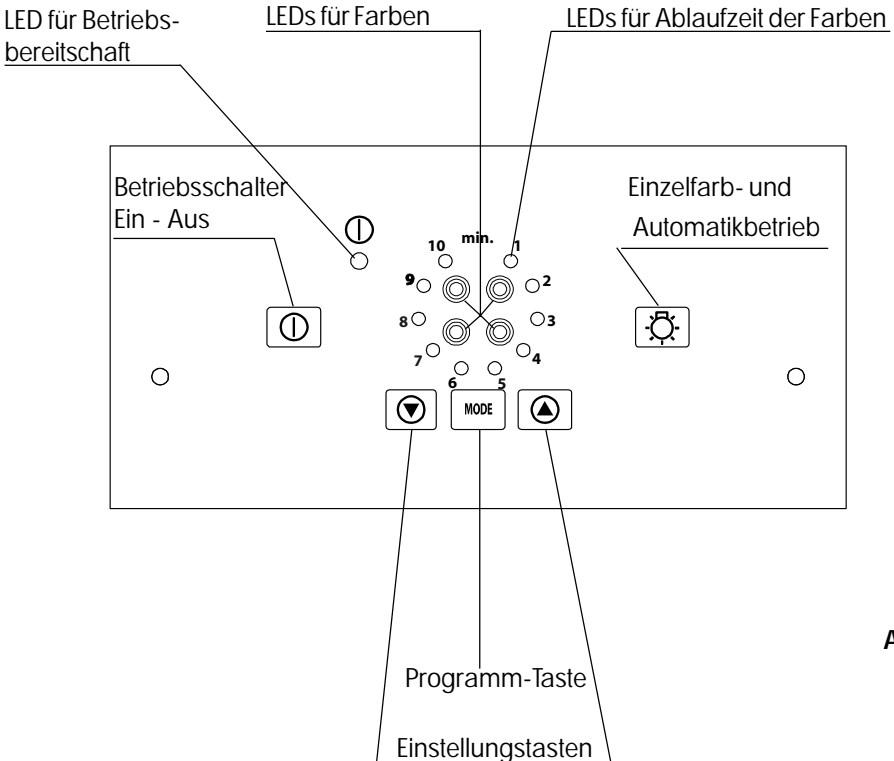 LED für Betriebs-
bereitschaft
LEDs für Farben
LEDs für Ablaufzeit der Farben
Betriebsschalter
Ein - Aus
Einzelfarb- und
Automatikbetrieb
min.
10
1
9
2
8
3
7
4
6
5
MODE
A
Programm-Taste
Einstellungstasten